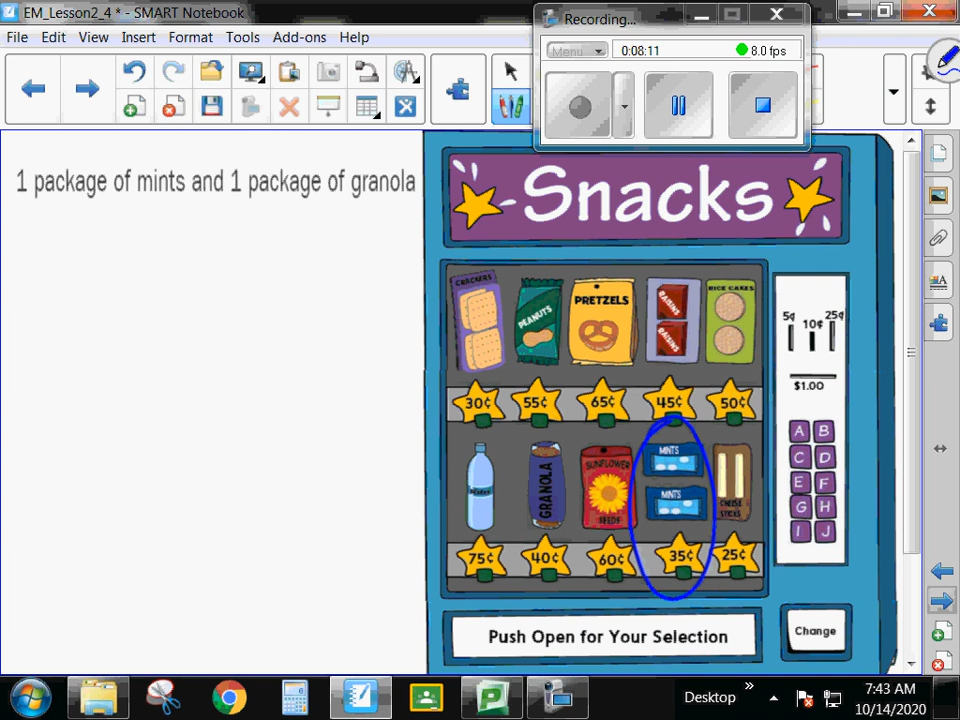 EM_Lesson2_4 * - SMART Notebook
Recording...
File Edit View Insert Format Tools Add-ons Help
Menu
0:08:11
8.0 fps
1 package of mints and 1 package of granola
Snacks
CRACKERS
PEANUTS
PRETZELS
RAISINS
RAISINS
RICE CAKES
5¢ 10¢ 25¢
$1.00
30¢ 55¢ 65¢ 45¢ 50¢
A B
C D
E F
G H
I J
Water
GRANOLA
SUNFLOWER
SEEDS
MINTS
MINTS
CHEESE
STICKS
75¢ 40¢ 60¢ 35¢ 25¢
Push Open for Your Selection
Change
Desktop
7:43 AM
10/14/2020